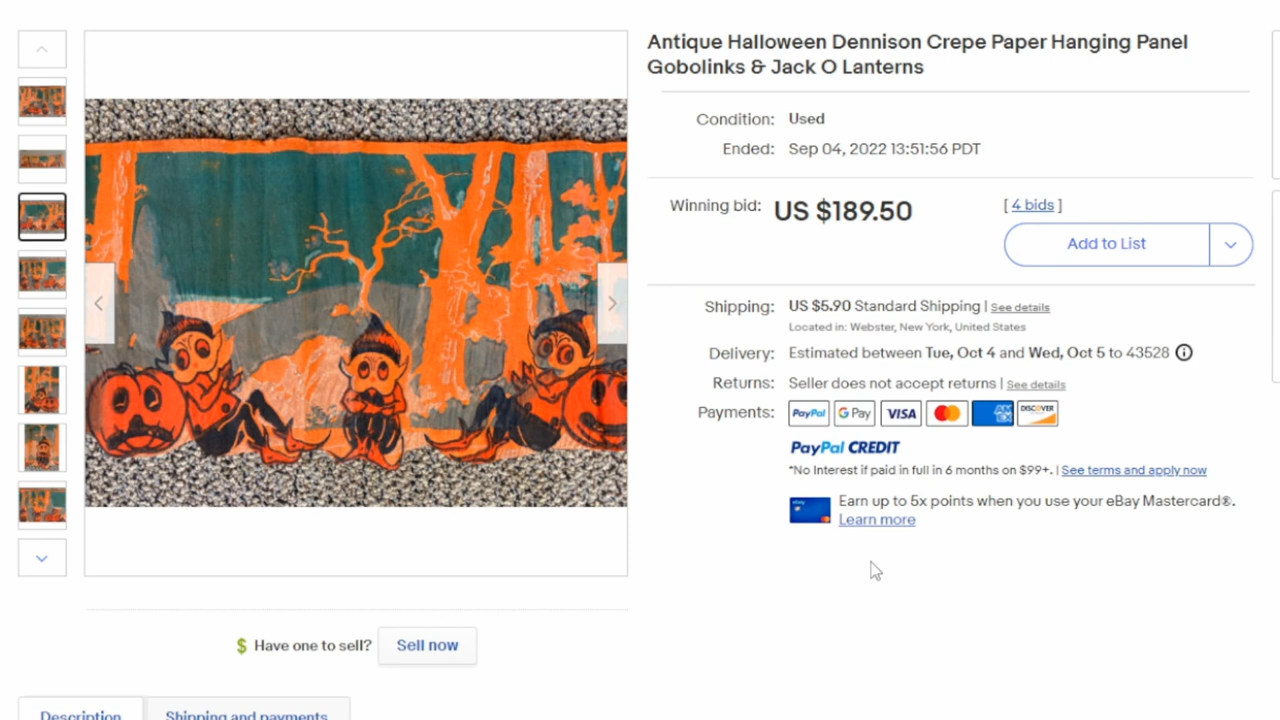 Antique Halloween Dennison Crepe Paper Hanging Panel
Gobolinks & Jack O Lanterns
Condition: Used
Ended: Sep 04, 2022 13:51:56 PDT
Winning bid: US $189.50 [ 4 bids ]
Add to List
Shipping: US $5.90 Standard Shipping | See details
Located in: Webster, New York, United States
Delivery: Estimated between Tue, Oct 4 and Wed, Oct 5 to 43528
Returns: Seller does not accept returns | See details
Payments: PayPal G Pay VISA AM EX DISCOVER
PayPal CREDIT
*No Interest if paid in full in 6 months on $99+. | See terms and apply now
Earn up to 5x points when you use your eBay Mastercard®.
Learn more
$ Have one to sell? Sell now
Description Shipping and payments